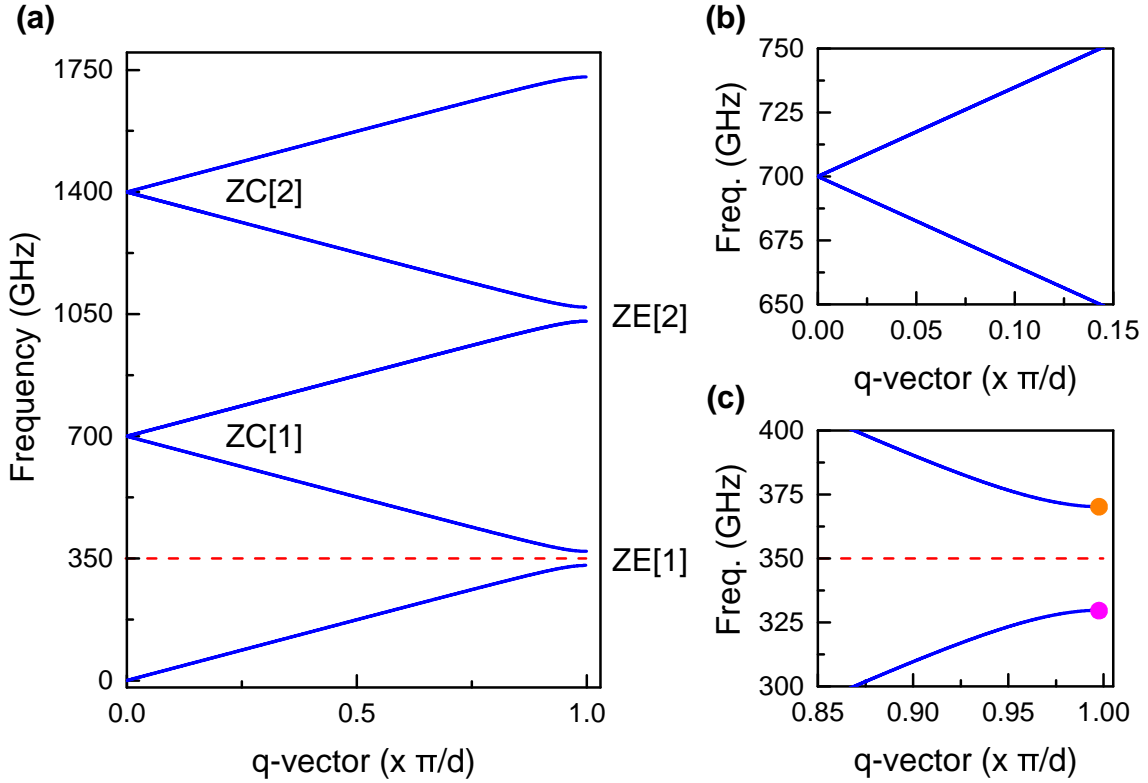 (a)
Frequency (GHz)
1750
1400
1050
700
350
0
ZC[2]
ZC[1]
ZE[2]
ZE[1]
0.0 0.5 1.0
q-vector (x π/d)
(b)
Freq. (GHz)
750
725
700
675
650
0.00 0.05 0.10 0.15
q-vector (x π/d)
(c)
Freq. (GHz)
400
375
350
325
300
0.85 0.90 0.95 1.00
q-vector (x π/d)